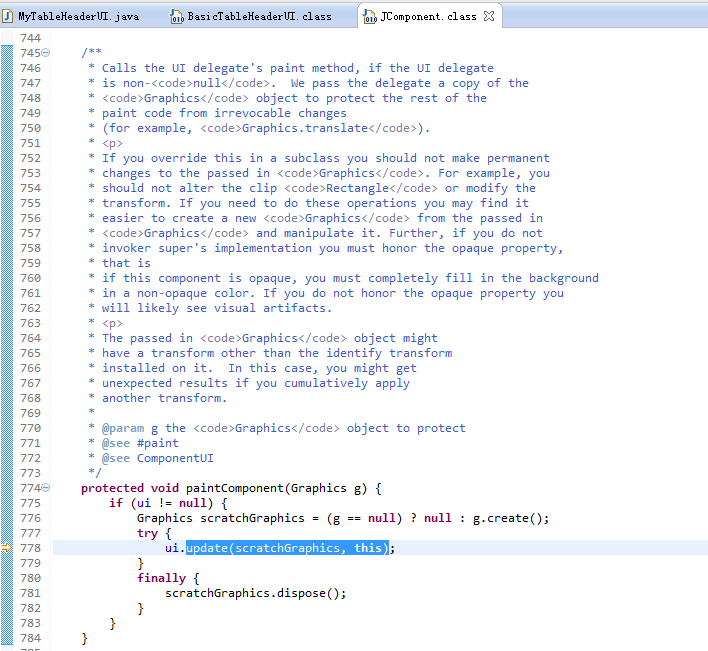 MyTableHeaderUI.java BasicTableHeaderUI.class JComponent.class
744
745 /**
746 * Calls the UI delegate's paint method, if the UI delegate
747 * is non-<code>null</code>.  We pass the delegate a copy of the
748 * <code>Graphics</code> object to protect the rest of the
749 * paint code from irrevocable changes
750 * (for example, <code>Graphics.translate</code>).
751 * <p>
752 * If you override this in a subclass you should not make permanent
753 * changes to the passed in <code>Graphics</code>. For example, you
754 * should not alter the clip <code>Rectangle</code> or modify the
755 * transform. If you need to do these operations you may find it
756 * easier to create a new <code>Graphics</code> from the passed in
757 * <code>Graphics</code> and manipulate it. Further, if you do not
758 * invoker super's implementation you must honor the opaque property,
759 * that is
760 * if this component is opaque, you must completely fill in the background
761 * in a non-opaque color. If you do not honor the opaque property you
762 * will likely see visual artifacts.
763 * <p>
764 * The passed in <code>Graphics</code> object might
765 * have a transform other than the identify transform
766 * installed on it.  In this case, you might get
767 * unexpected results if you cumulatively apply
768 * another transform.
769 *
770 * @param g the <code>Graphics</code> object to protect
771 * @see #paint
772 * @see ComponentUI
773 */
774 protected void paintComponent(Graphics g) {
775 if (ui != null) {
776 Graphics scratchGraphics = (g == null) ? null : g.create();
777 try {
778 ui.update(scratchGraphics, this);
779 }
780 finally {
781 scratchGraphics.dispose();
782 }
783 }
784 }